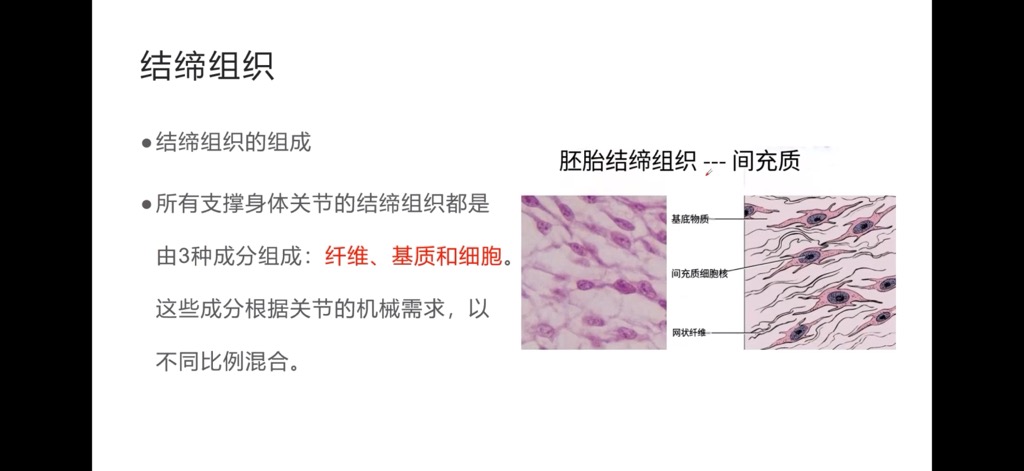 结缔组织
●结缔组织的组成
●所有支撑身体关节的结缔组织都是
由3种成分组成：纤维、基质和细胞。
这些成分根据关节的机械需求，以
不同比例混合。
胚胎结缔组织 --- 间充质
基底物质
间充质细胞核
网状纤维